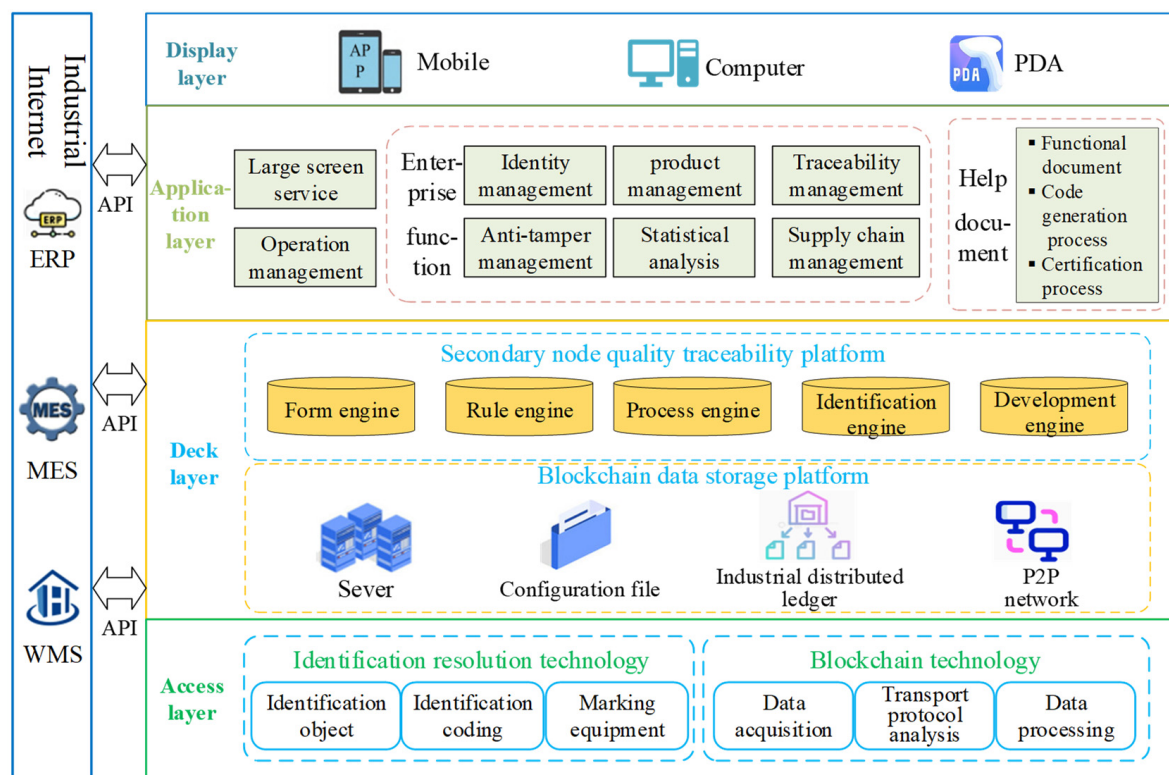 Industrial
Internet
ERP
ERP
MES
MES
WMS
API
API
API
Display
layer
AP
P
Mobile
Computer
PDA
PDA
Applica-
tion
layer
Large screen
service
Operation
management
Enter-
prise
func-
tion
Identity
management
product
management
Traceability
management
Anti-tamper
management
Statistical
analysis
Supply chain
management
Help
docu-
ment
▪ Functional
document
▪ Code
generation
process
▪ Certification
process
Deck
layer
Secondary node quality traceability platform
Form engine
Rule engine
Process engine
Identification
engine
Development
engine
Blockchain data storage platform
Sever
Configuration file
Industrial distributed
ledger
P2P
network
Access
layer
Identification resolution technology
Identification
object
Identification
coding
Marking
equipment
Blockchain technology
Data
acquisition
Transport
protocol
analysis
Data
processing